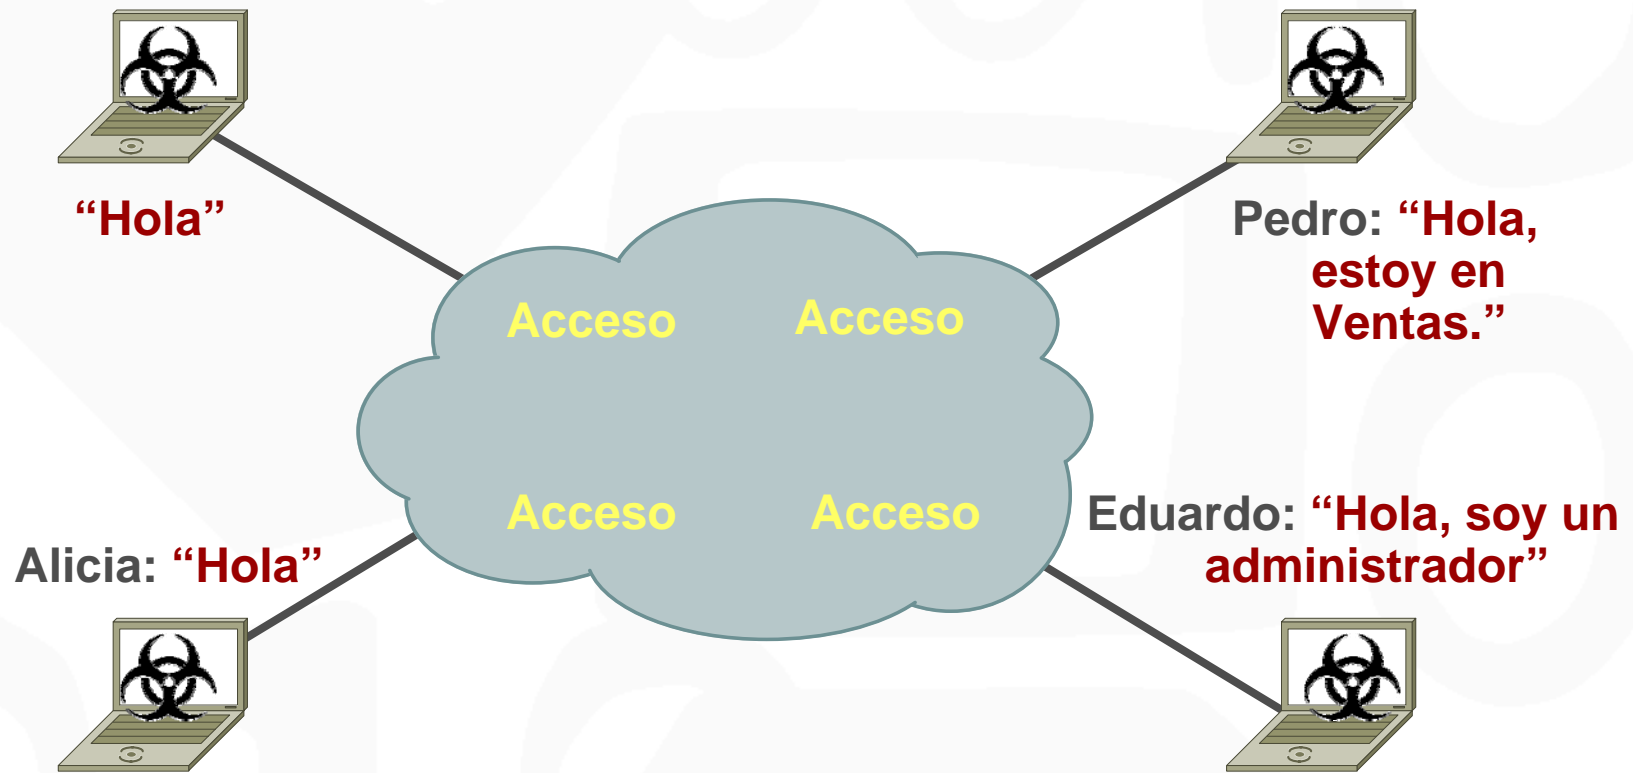 “Hola”
Pedro: “Hola,
estoy en
Ventas.”
Acceso
Acceso
Acceso
Acceso
Alicia: “Hola”
Eduardo: “Hola, soy un
administrador”